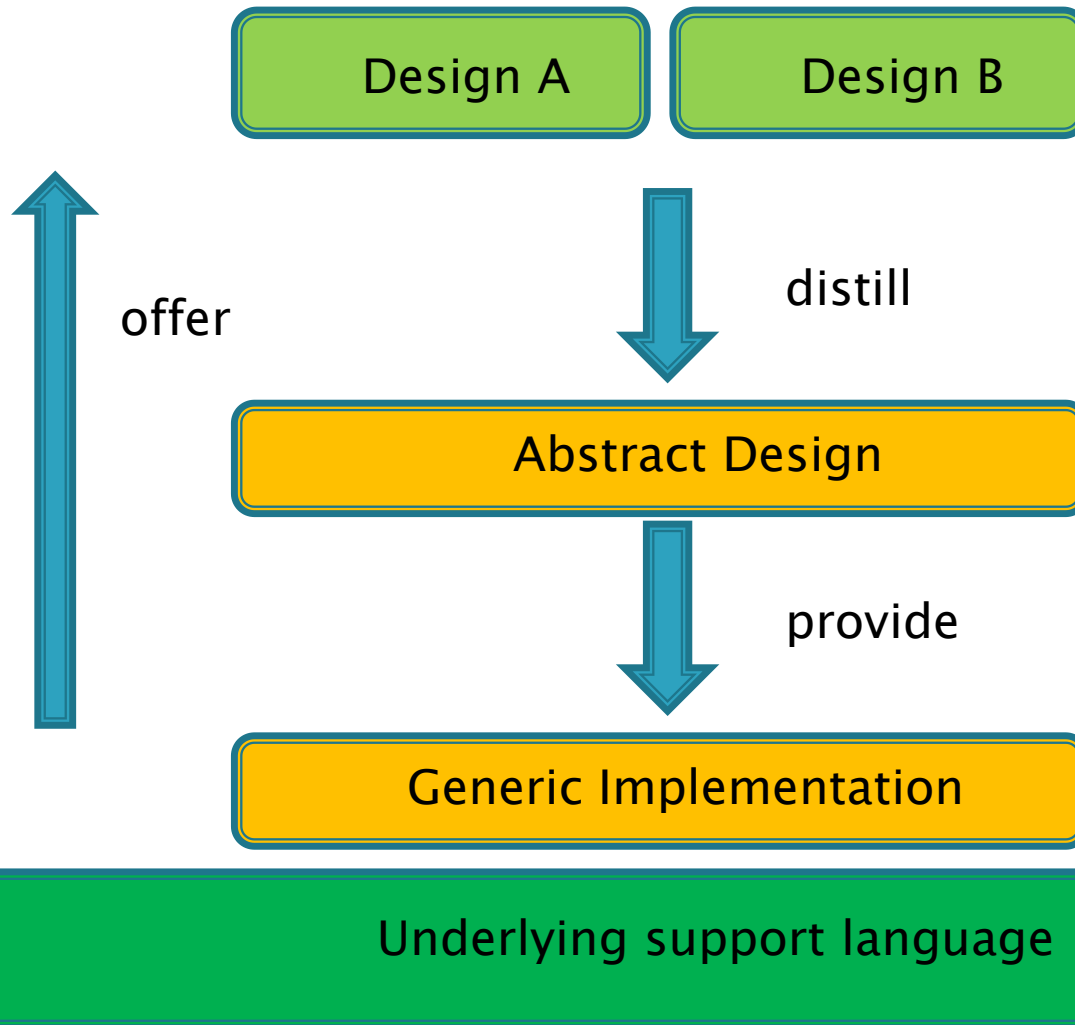 Design A
Design B
offer
distill
Abstract Design
provide
Generic Implementation
Underlying support language